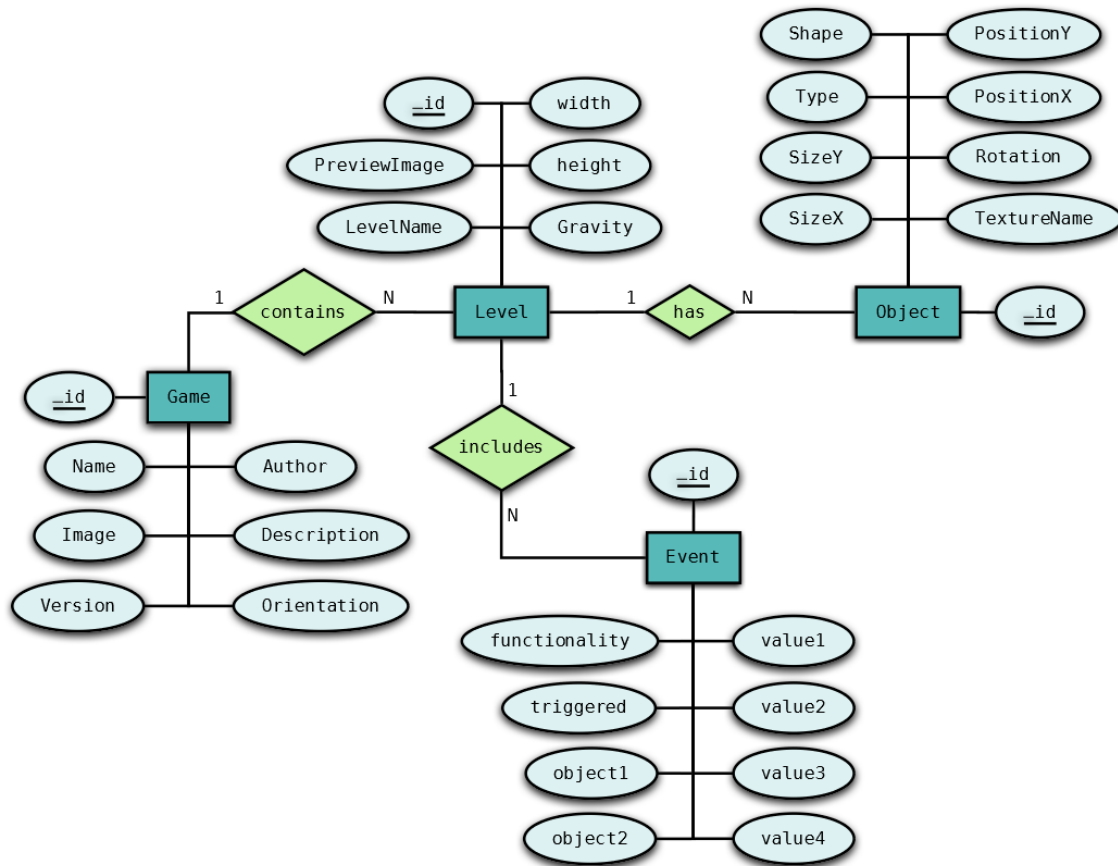 Shape
PositionY
_id
width
Type
PositionX
PreviewImage
height
SizeY
Rotation
LevelName
Gravity
SizeX
TextureName
1
contains
N
Level
1
has
N
Object
_id
_id
Game
1
includes
Name
Author
_id
N
Image
Description
Event
Version
Orientation
functionality
value1
triggered
value2
object1
value3
object2
value4